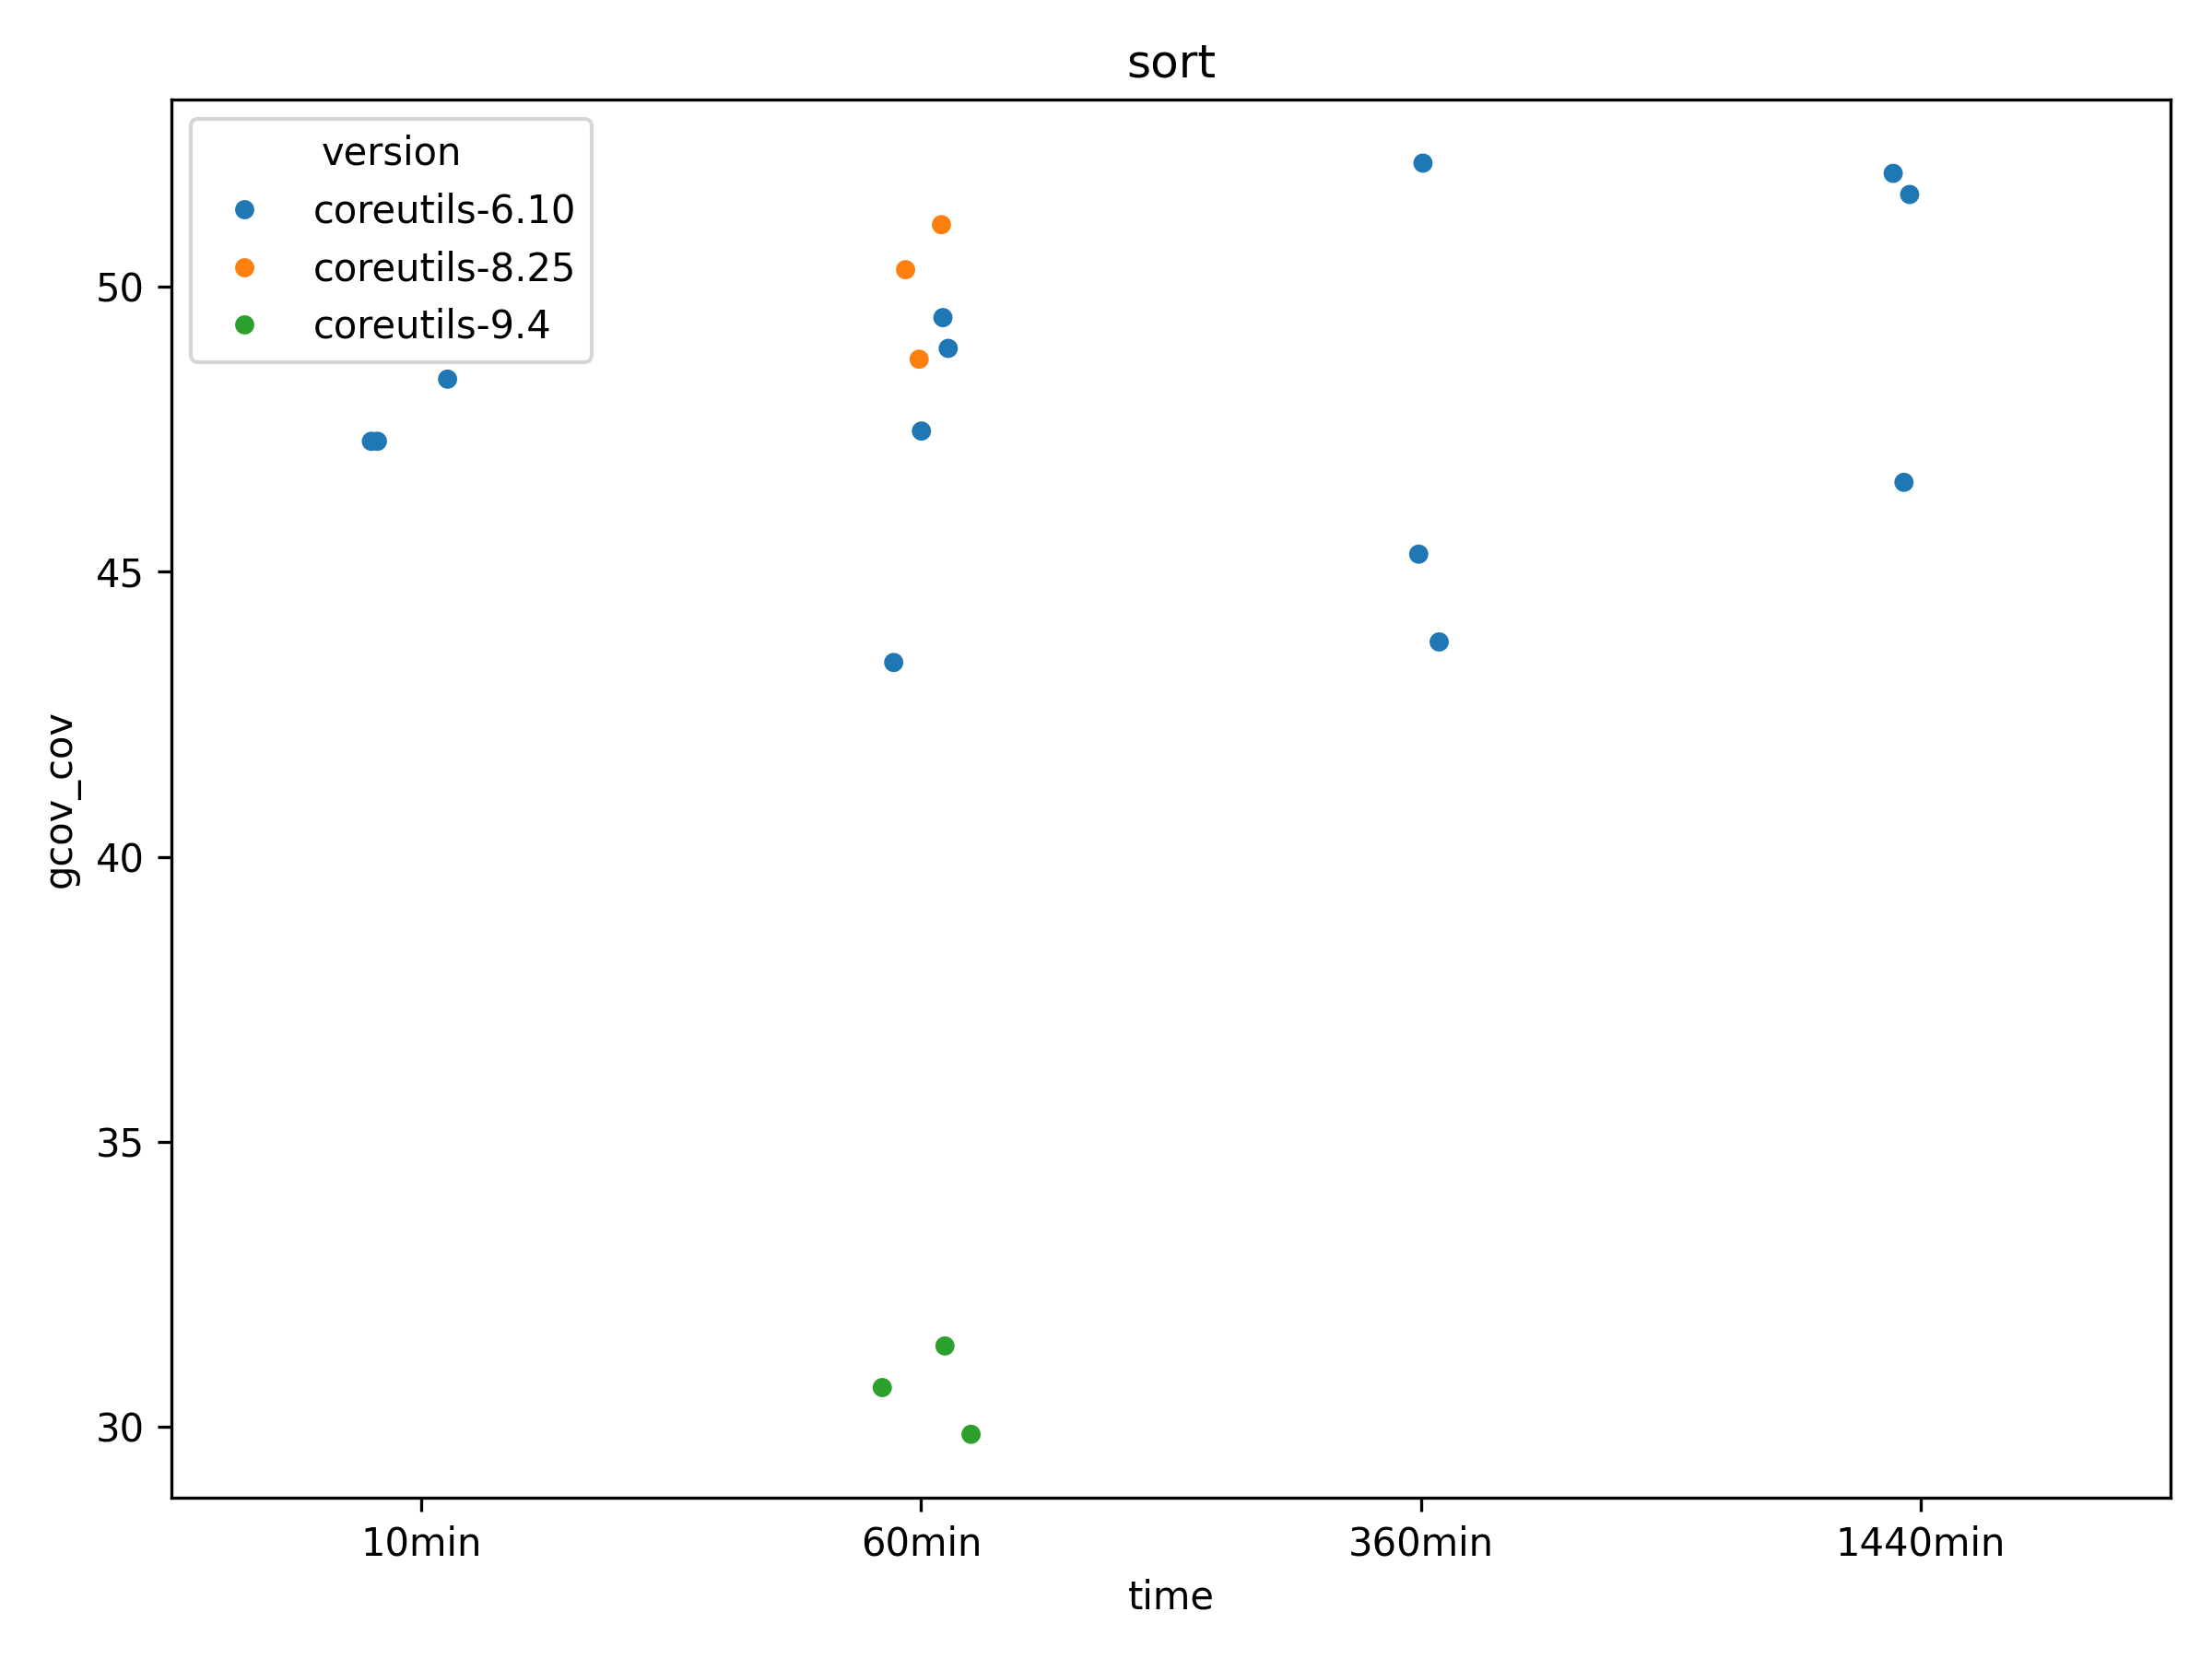 sort
version
coreutils-6.10
coreutils-8.25
coreutils-9.4
50
45
40
35
30
gcov_cov
10min 60min 360min 1440min
time